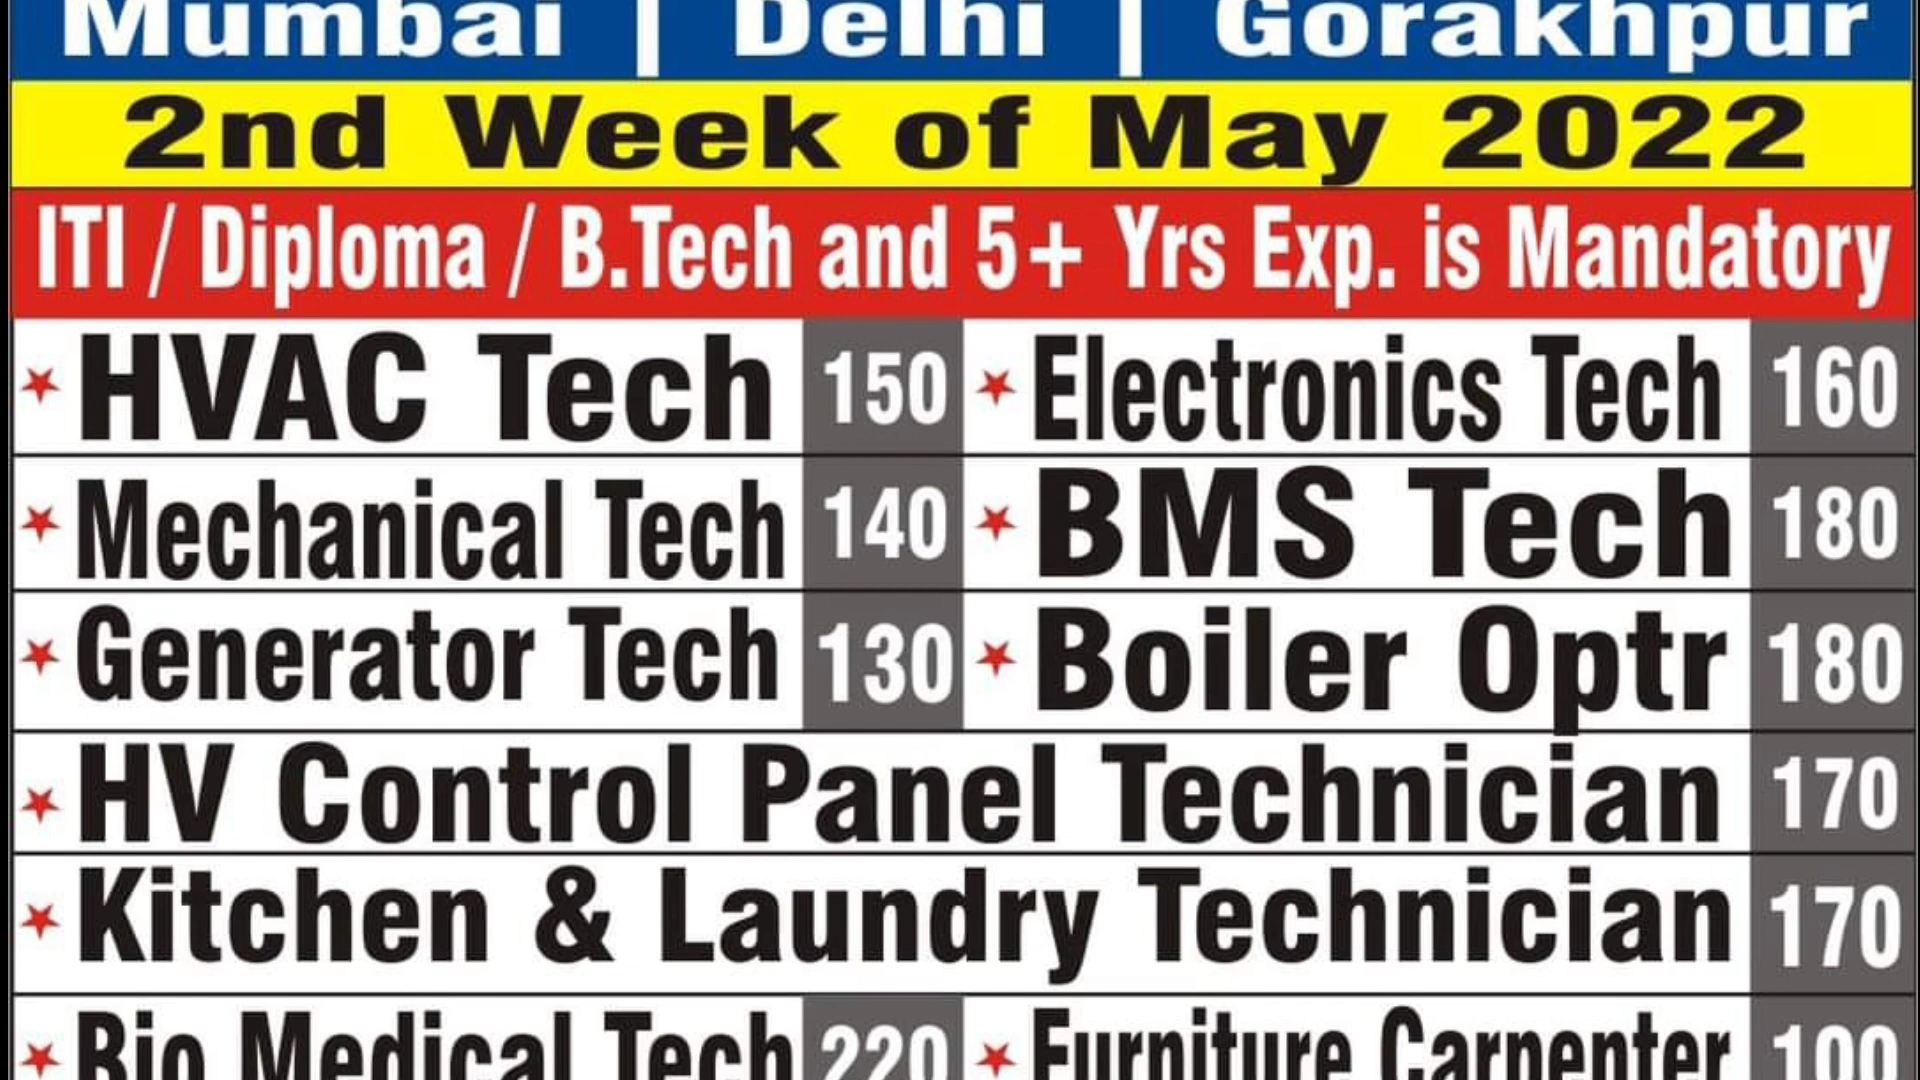 Mumbai | Delhi | Gorakhpur
2nd Week of May 2022
ITI / Diploma / B.Tech and 5+ Yrs Exp. is Mandatory
HVAC Tech 150 Electronics Tech 160
Mechanical Tech 140 BMS Tech 180
Generator Tech 130 Boiler Optr 180
HV Control Panel Technician 170
Kitchen & Laundry Technician 170
Bio Medical Tech 220 Furniture Carpenter 100